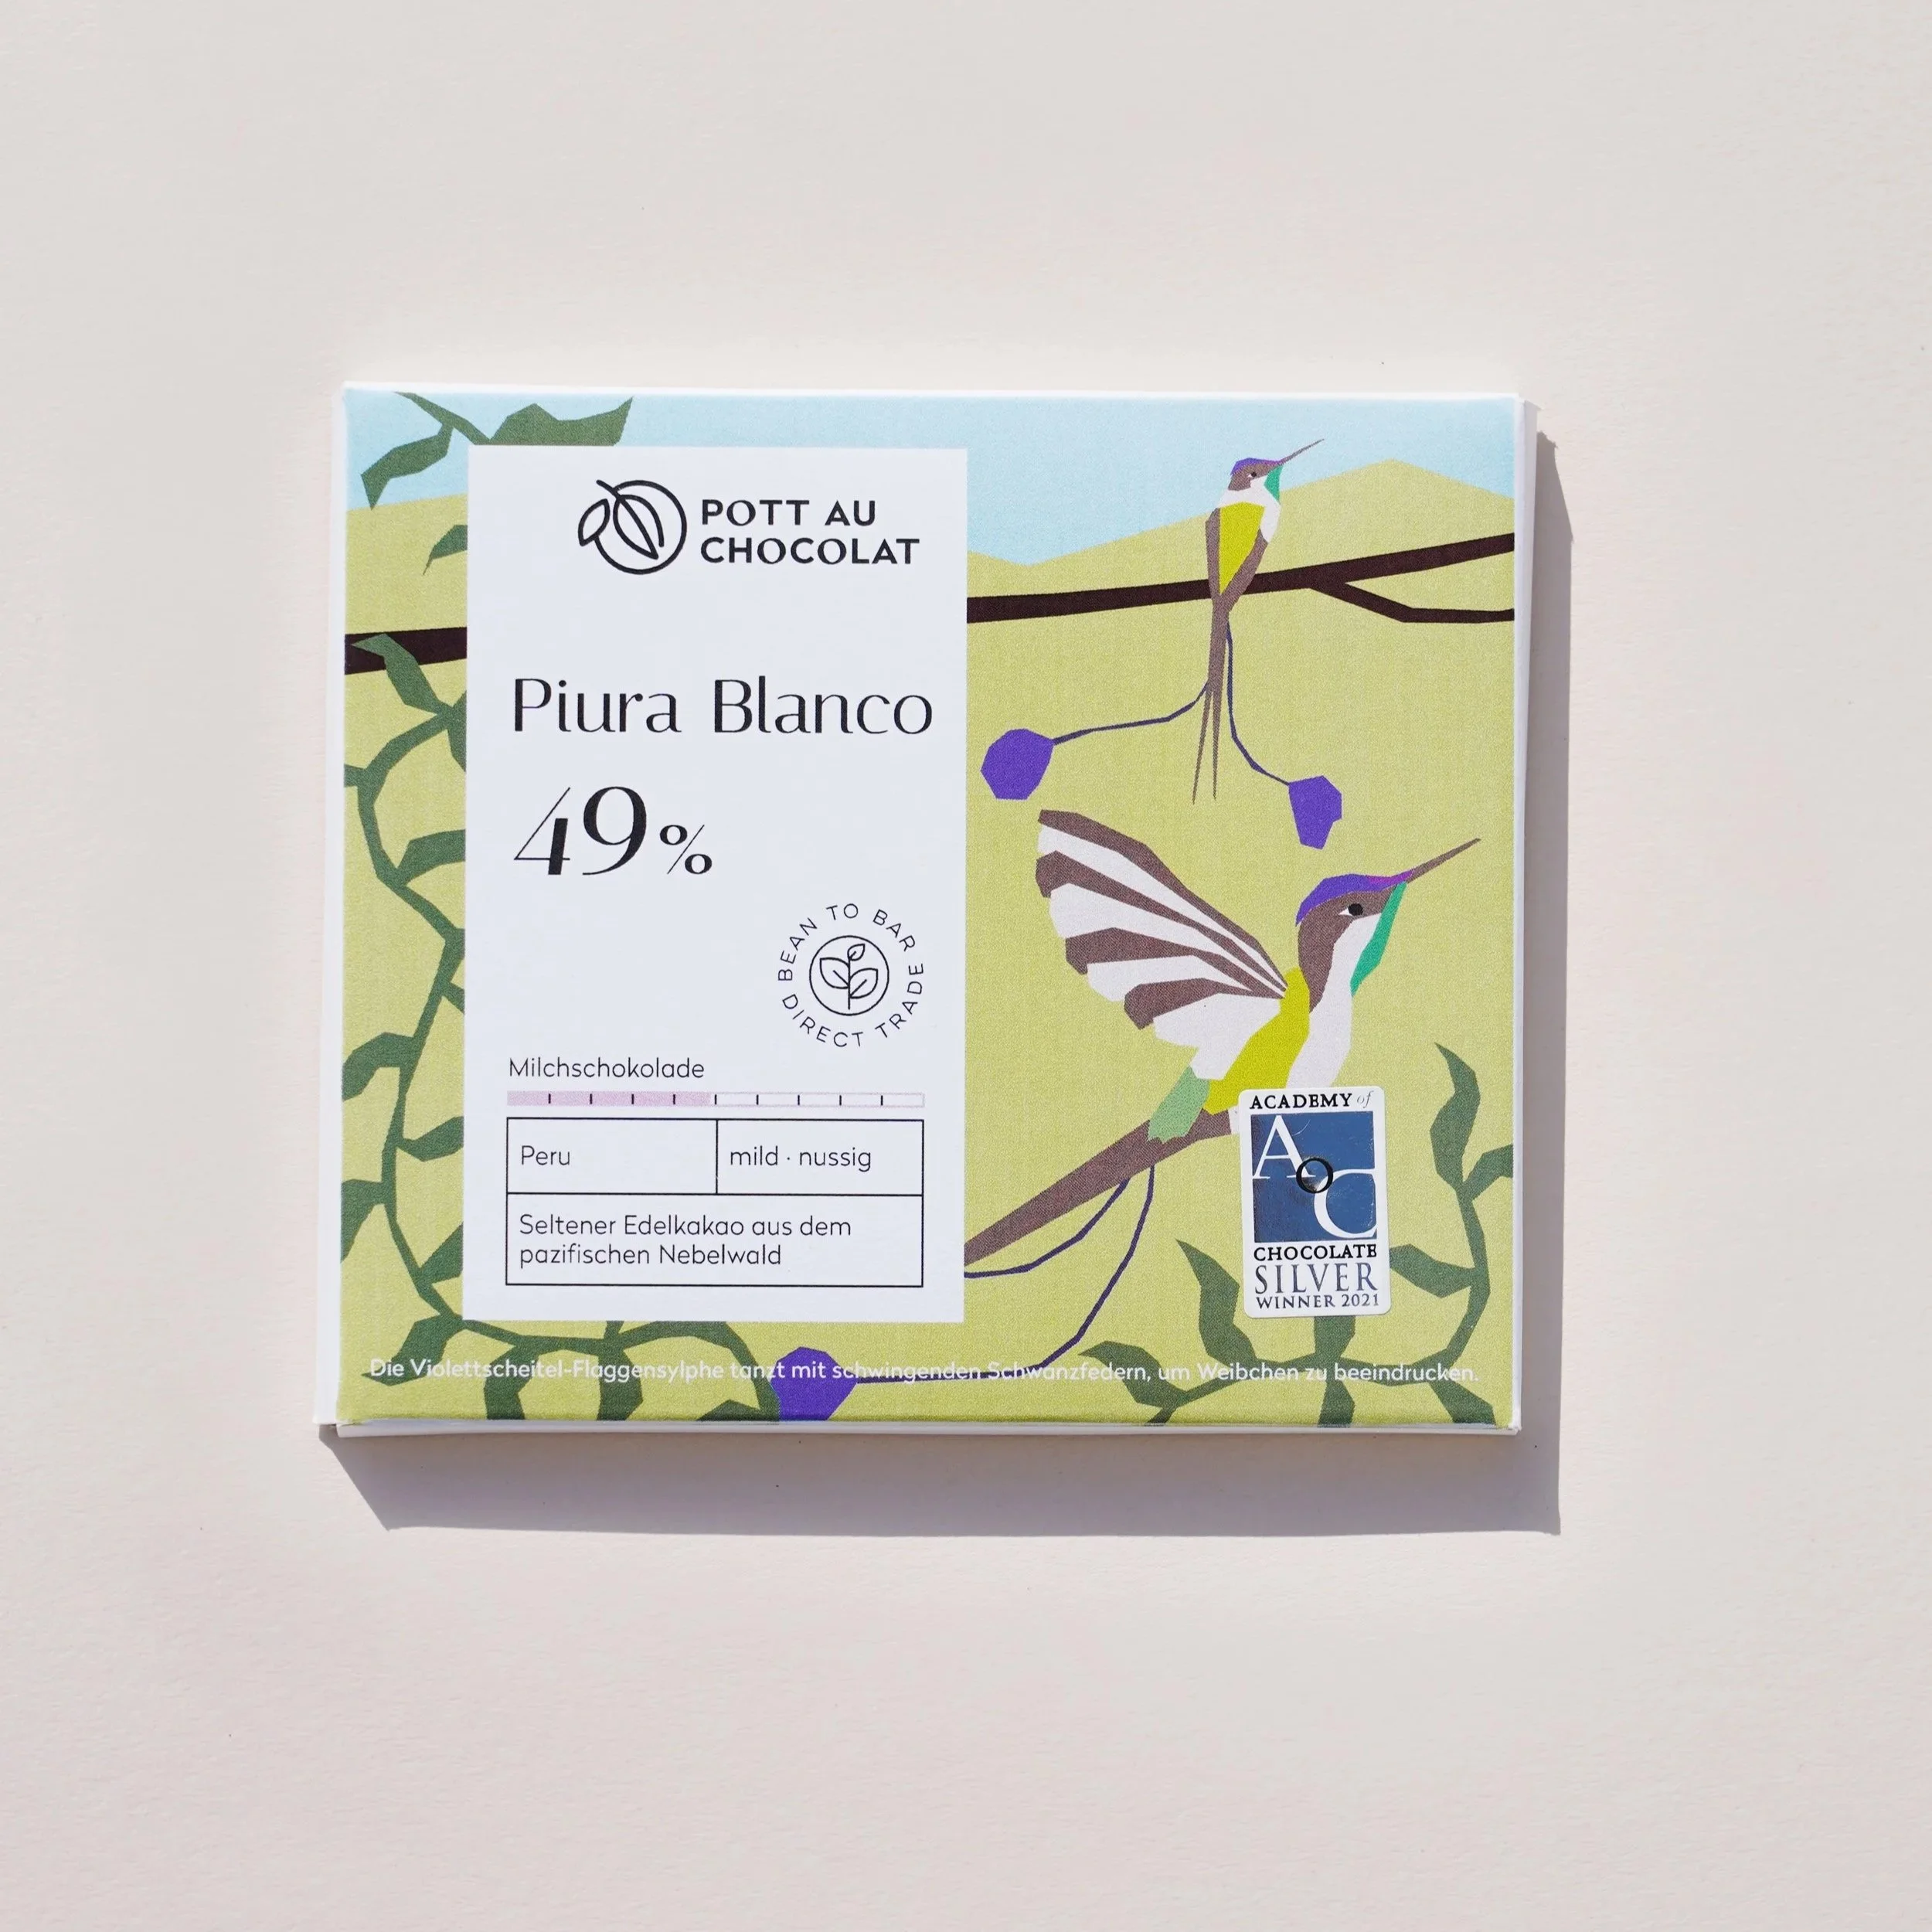 POTT AU
CHOCOLAT
Piura Blanco
49%
BEAN TO BAR
DIRECT TRADE
Milchschokolade
Peru
mild · nussig
Seltener Edelkakao aus dem
pazifischen Nebelwald
ACADEMY of
AoC
CHOCOLATE
SILVER
WINNER 2021
Die Violettscheitel-Flaggensylphe tanzt mit schwingenden Schwanzfedern, um Weibchen zu beeindrucken.